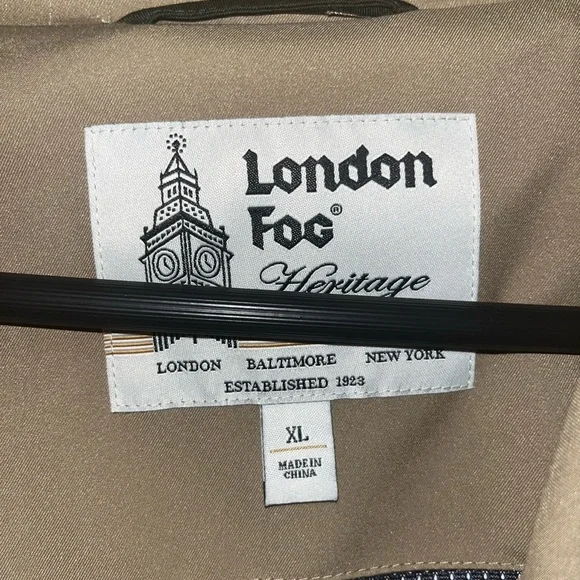 London
Fog®
Heritage
LONDON BALTIMORE NEW YORK
ESTABLISHED 1923
XL
MADE IN
CHINA